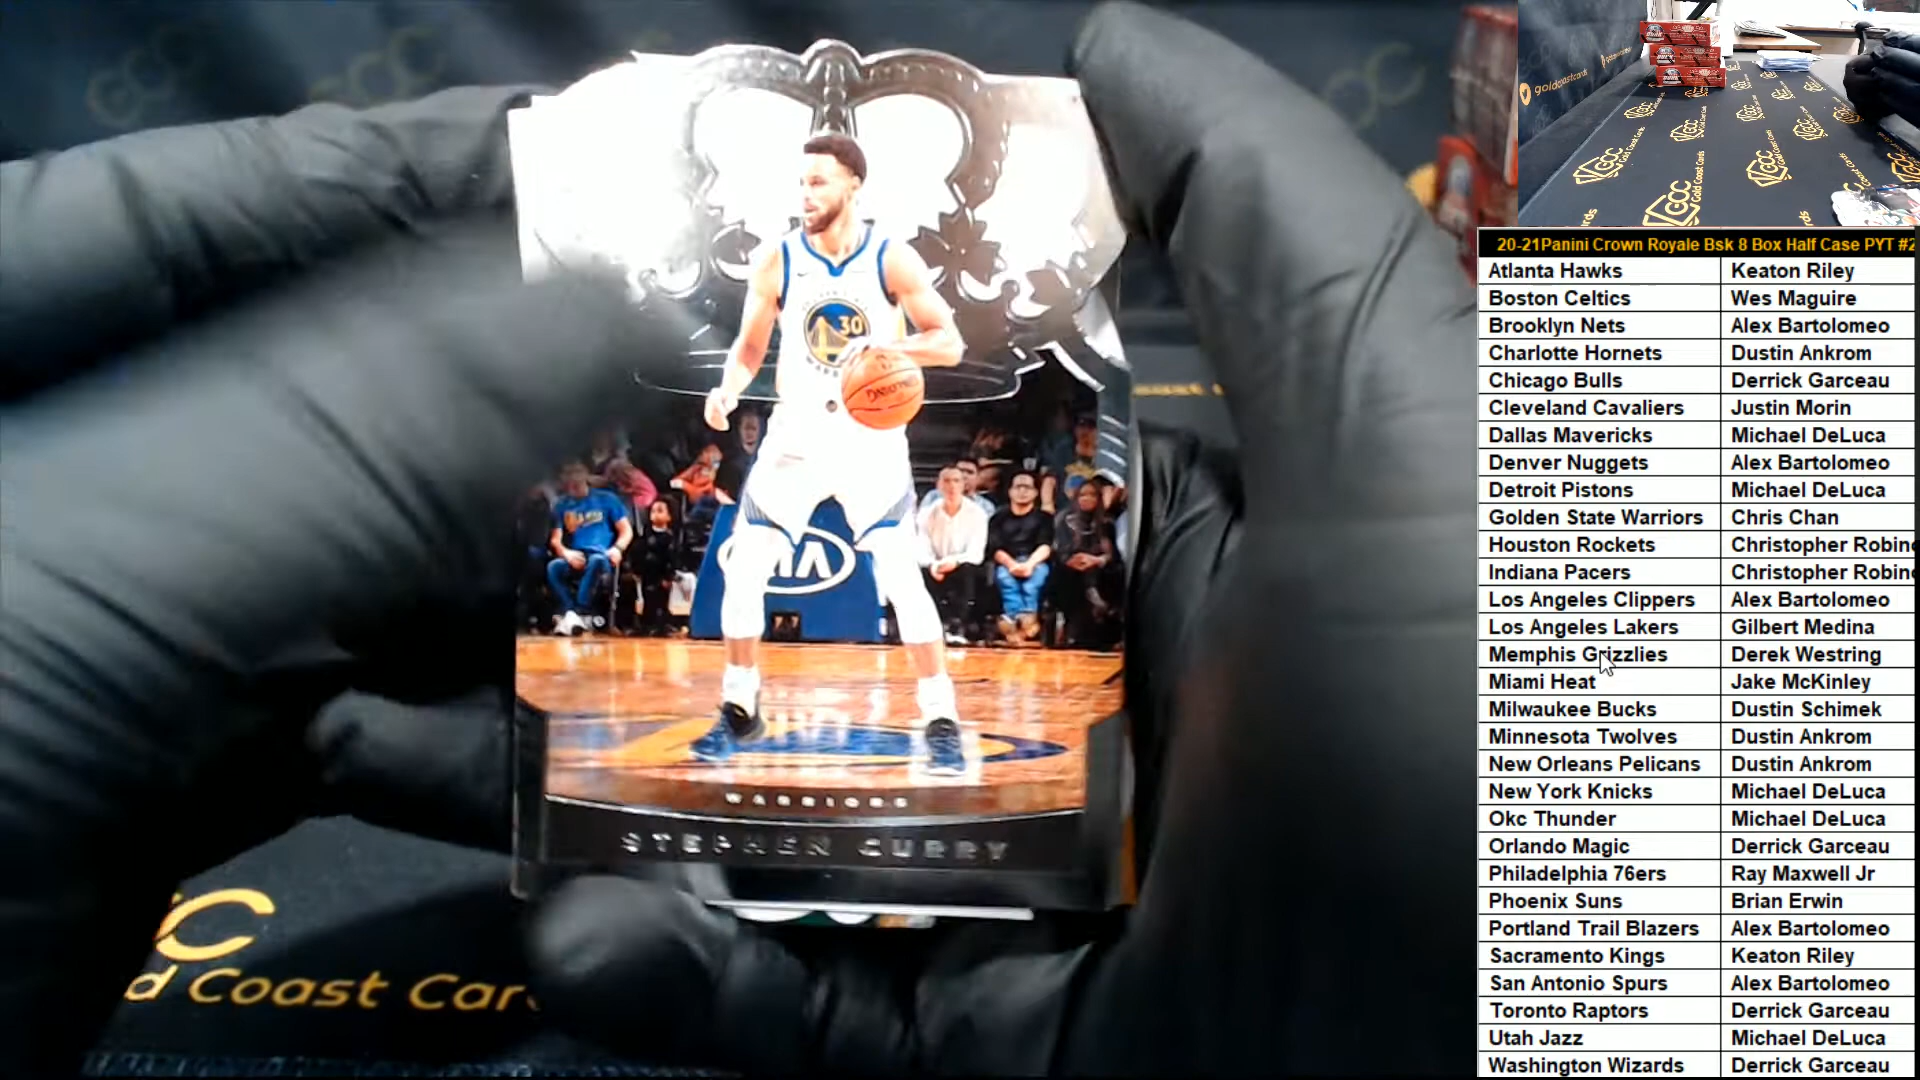 30
KIA
WARRIORS
STEPHEN CURRY
C
d Coast Car
goldcoastcards
GCC
Gold Coast Cards
GCC
20-21Panini Crown Royale Bsk 8 Box Half Case PYT #2
Atlanta Hawks Keaton Riley
Boston Celtics Wes Maguire
Brooklyn Nets Alex Bartolomeo
Charlotte Hornets Dustin Ankrom
Chicago Bulls Derrick Garceau
Cleveland Cavaliers Justin Morin
Dallas Mavericks Michael DeLuca
Denver Nuggets Alex Bartolomeo
Detroit Pistons Michael DeLuca
Golden State Warriors Chris Chan
Houston Rockets Christopher Robin
Indiana Pacers Christopher Robin
Los Angeles Clippers Alex Bartolomeo
Los Angeles Lakers Gilbert Medina
Memphis Grizzlies Derek Westring
Miami Heat Jake McKinley
Milwaukee Bucks Dustin Schimek
Minnesota Twolves Dustin Ankrom
New Orleans Pelicans Dustin Ankrom
New York Knicks Michael DeLuca
Okc Thunder Michael DeLuca
Orlando Magic Derrick Garceau
Philadelphia 76ers Ray Maxwell Jr
Phoenix Suns Brian Erwin
Portland Trail Blazers Alex Bartolomeo
Sacramento Kings Keaton Riley
San Antonio Spurs Alex Bartolomeo
Toronto Raptors Derrick Garceau
Utah Jazz Michael DeLuca
Washington Wizards Derrick Garceau